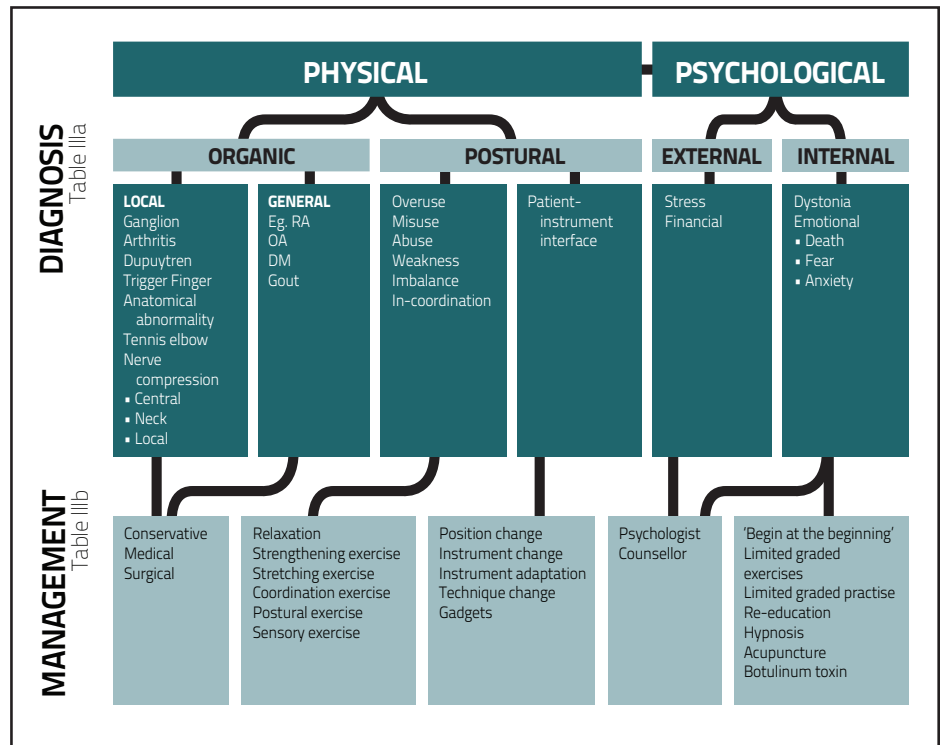 PHYSICAL
PSYCHOLOGICAL
DIAGNOSIS
Table IIIa
ORGANIC
POSTURAL
EXTERNAL
INTERNAL
LOCAL
Ganglion
Arthritis
Dupuytren
Trigger Finger
Anatomical
abnormality
Tennis elbow
Nerve
compression
▪ Central
▪ Neck
▪ Local
GENERAL
Eg. RA
OA
DM
Gout
Overuse
Misuse
Abuse
Weakness
Imbalance
In-coordination
Patient-
instrument
interface
Stress
Financial
Dystonia
Emotional
▪ Death
▪ Fear
▪ Anxiety
MANAGEMENT
Table IIIb
Conservative
Medical
Surgical
Relaxation
Strengthening exercise
Stretching exercise
Coordination exercise
Postural exercise
Sensory exercise
Position change
Instrument change
Instrument adaptation
Technique change
Gadgets
Psychologist
Counsellor
'Begin at the beginning'
Limited graded
exercises
Limited graded practise
Re-education
Hypnosis
Acupuncture
Botulinum toxin